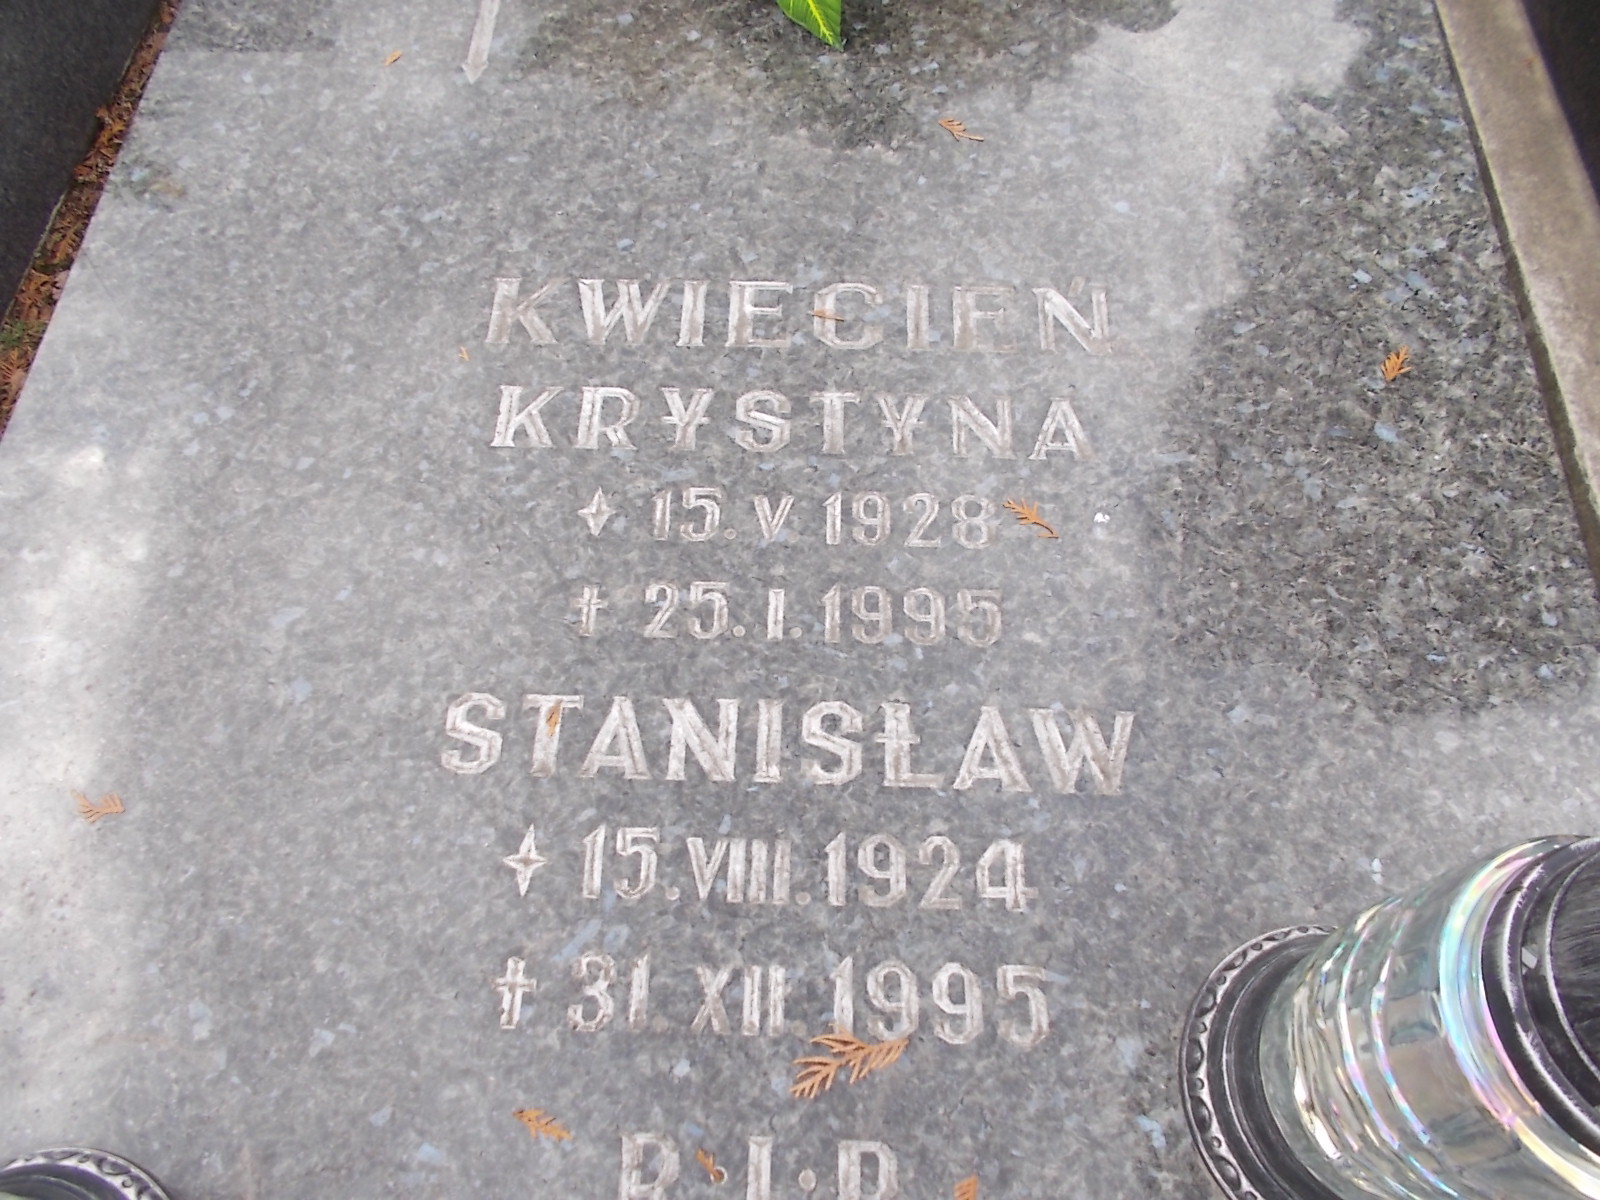 KWIECIEŃ
KRYSTYNA
✦ 15. V 1928
† 25. I. 1995
STANISŁAW
✦ 15. VIII. 1924
† 31. XII. 1995
R · I · P